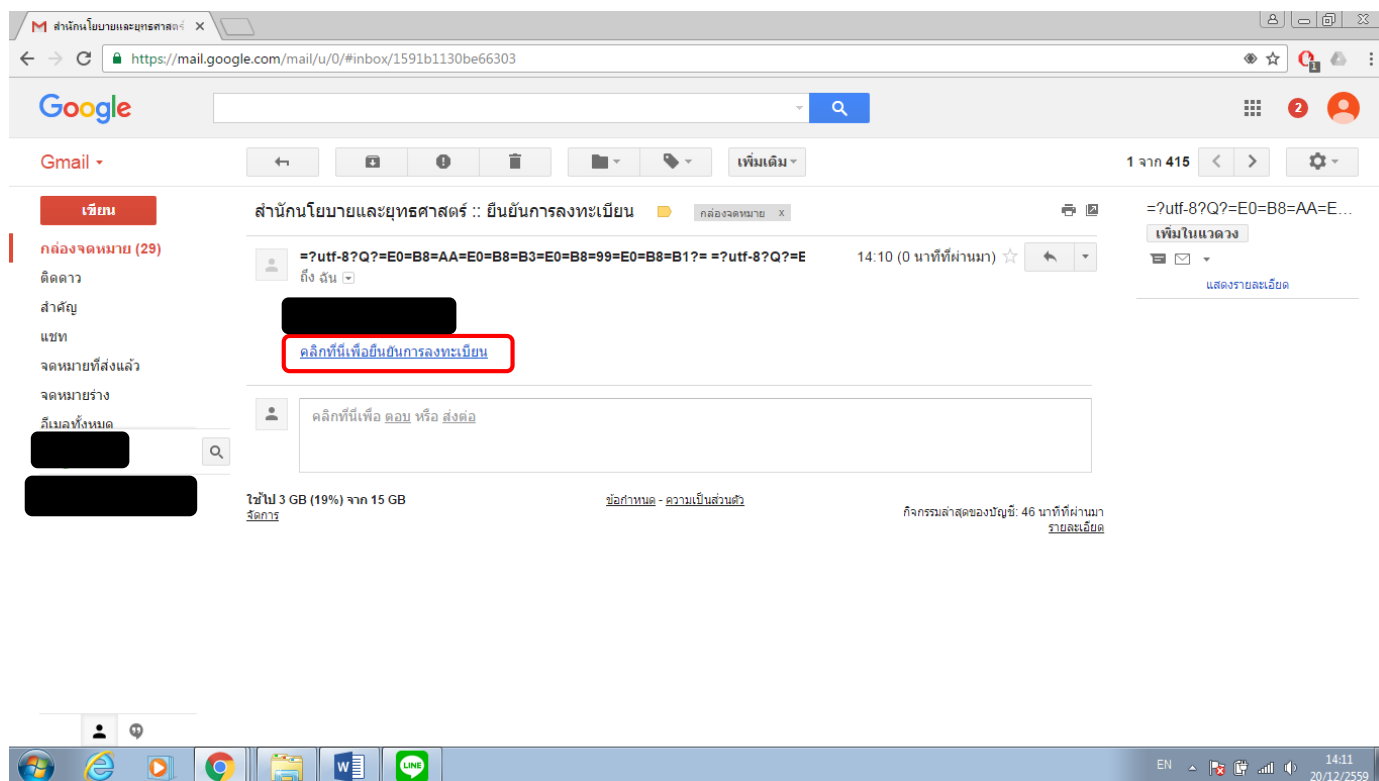 สำนักนโยบายและยุทธศาสตร์
https://mail.google.com/mail/u/0/#inbox/1591b1130be66303
1
Google
2
Gmail
เพิ่มเติม
1 จาก 415
เขียน
สำนักนโยบายและยุทธศาสตร์ :: ยืนยันการลงทะเบียน
กล่องจดหมาย x
=?utf-8?Q?=E0=B8=AA=E...
เพิ่มในแวดวง
กล่องจดหมาย (29)
=?utf-8?Q?=E0=B8=AA=E0=B8=B3=E0=B8=99=E0=B8=B1?= =?utf-8?Q?=E
14:10 (0 นาทีที่ผ่านมา)
ติดดาว
ถึง ฉัน
แสดงรายละเอียด
สำคัญ
แชท
คลิกที่นี่เพื่อยืนยันการลงทะเบียน
จดหมายที่ส่งแล้ว
จดหมายร่าง
อีเมลทั้งหมด
คลิกที่นี่เพื่อ ตอบ หรือ ส่งต่อ
ใช้ไป 3 GB (19%) จาก 15 GB
จัดการ
ข้อกำหนด - ความเป็นส่วนตัว
กิจกรรมล่าสุดของบัญชี: 46 นาทีที่ผ่านมา
รายละเอียด
W
LINE
EN
14:11
20/12/2559